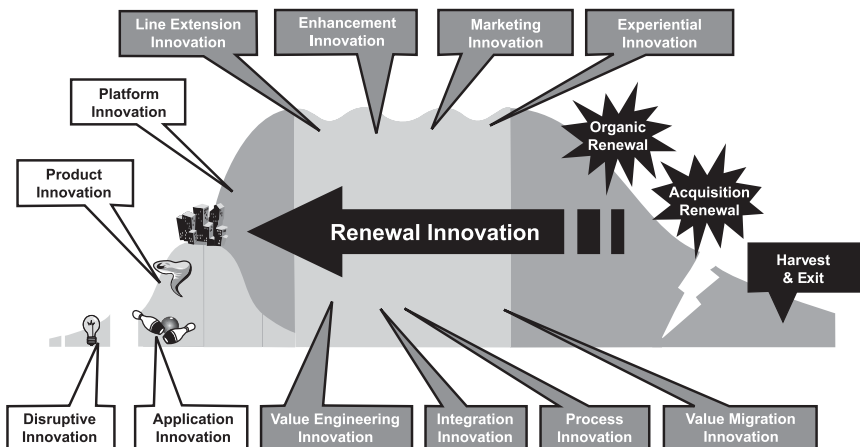 Line Extension
Innovation
Enhancement
Innovation
Marketing
Innovation
Experiential
Innovation
Platform
Innovation
Organic
Renewal
Product
Innovation
Acquisition
Renewal
Renewal Innovation
Harvest
& Exit
Disruptive
Innovation
Application
Innovation
Value Engineering
Innovation
Integration
Innovation
Process
Innovation
Value Migration
Innovation